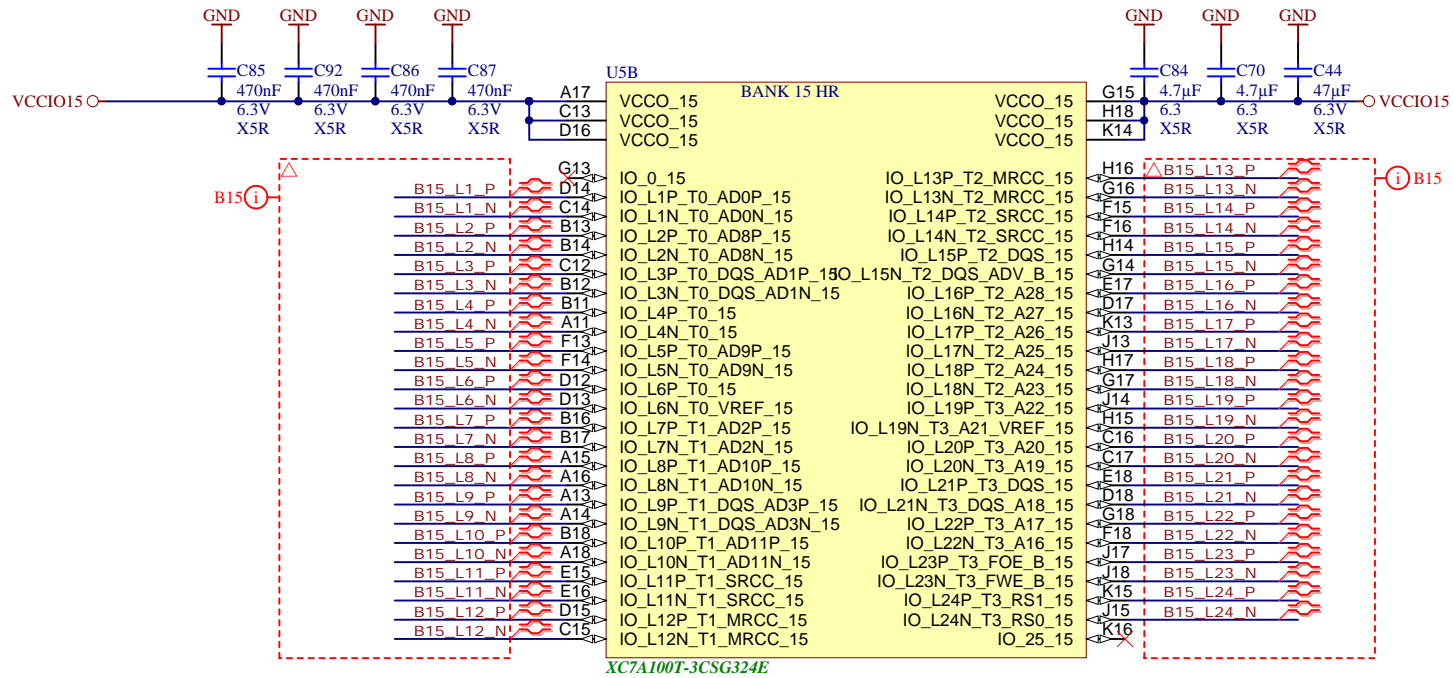 GND GND GND GND GND GND GND
C85 C92 C86 C87 U5B C84 C70 C44
470nF 470nF 470nF 470nF 4.7µF 4.7µF 47µF
6.3V 6.3V 6.3V 6.3V 6.3 6.3 6.3V
X5R X5R X5R X5R X5R X5R X5R
BANK 15 HR
VCCIO15 A17 VCCO_15 VCCO_15 G15 VCCIO15
C13 VCCO_15 VCCO_15 H18
D16 VCCO_15 VCCO_15 K14
G13 IO_0_15 IO_L13P_T2_MRCC_15 H16 B15_L13_P
B15 i B15_L1_P D14 IO_L1P_T0_AD0P_15 IO_L13N_T2_MRCC_15 G16 B15_L13_N i B15
B15_L1_N C14 IO_L1N_T0_AD0N_15 IO_L14P_T2_SRCC_15 F15 B15_L14_P
B15_L2_P B13 IO_L2P_T0_AD8P_15 IO_L14N_T2_SRCC_15 F16 B15_L14_N
B15_L2_N B14 IO_L2N_T0_AD8N_15 IO_L15P_T2_DQS_15 H14 B15_L15_P
B15_L3_P C12 IO_L3P_T0_DQS_AD1P_15 IO_L15N_T2_DQS_ADV_B_15 G14 B15_L15_N
B15_L3_N B12 IO_L3N_T0_DQS_AD1N_15 IO_L16P_T2_A28_15 E17 B15_L16_P
B15_L4_P B11 IO_L4P_T0_15 IO_L16N_T2_A27_15 D17 B15_L16_N
B15_L4_N A11 IO_L4N_T0_15 IO_L17P_T2_A26_15 K13 B15_L17_P
B15_L5_P F13 IO_L5P_T0_AD9P_15 IO_L17N_T2_A25_15 J13 B15_L17_N
B15_L5_N F14 IO_L5N_T0_AD9N_15 IO_L18P_T2_A24_15 H17 B15_L18_P
B15_L6_P D12 IO_L6P_T0_15 IO_L18N_T2_A23_15 G17 B15_L18_N
B15_L6_N D13 IO_L6N_T0_VREF_15 IO_L19P_T3_A22_15 J14 B15_L19_P
B15_L7_P B16 IO_L7P_T1_AD2P_15 IO_L19N_T3_A21_VREF_15 H15 B15_L19_N
B15_L7_N B17 IO_L7N_T1_AD2N_15 IO_L20P_T3_A20_15 C16 B15_L20_P
B15_L8_P A15 IO_L8P_T1_AD10P_15 IO_L20N_T3_A19_15 C17 B15_L20_N
B15_L8_N A16 IO_L8N_T1_AD10N_15 IO_L21P_T3_DQS_15 E18 B15_L21_P
B15_L9_P A13 IO_L9P_T1_DQS_AD3P_15 IO_L21N_T3_DQS_A18_15 D18 B15_L21_N
B15_L9_N A14 IO_L9N_T1_DQS_AD3N_15 IO_L22P_T3_A17_15 G18 B15_L22_P
B15_L10_P B18 IO_L10P_T1_AD11P_15 IO_L22N_T3_A16_15 F18 B15_L22_N
B15_L10_N A18 IO_L10N_T1_AD11N_15 IO_L23P_T3_FOE_B_15 J17 B15_L23_P
B15_L11_P E15 IO_L11P_T1_SRCC_15 IO_L23N_T3_FWE_B_15 J18 B15_L23_N
B15_L11_N E16 IO_L11N_T1_SRCC_15 IO_L24P_T3_RS1_15 K15 B15_L24_P
B15_L12_P D15 IO_L12P_T1_MRCC_15 IO_L24N_T3_RS0_15 J15 B15_L24_N
B15_L12_N C15 IO_L12N_T1_MRCC_15 IO_25_15 K16
XC7A100T-3CSG324E